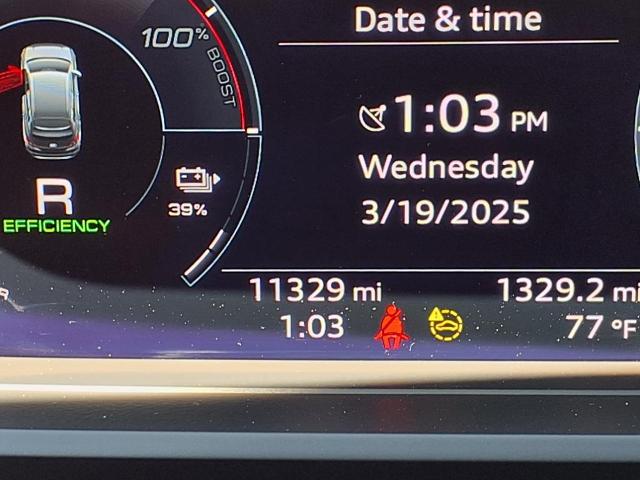 Date & time
100%
BOOST
1:03 PM
Wednesday
39%
R
3/19/2025
EFFICIENCY
11329 mi
1329.2 mi
1:03
77 °F